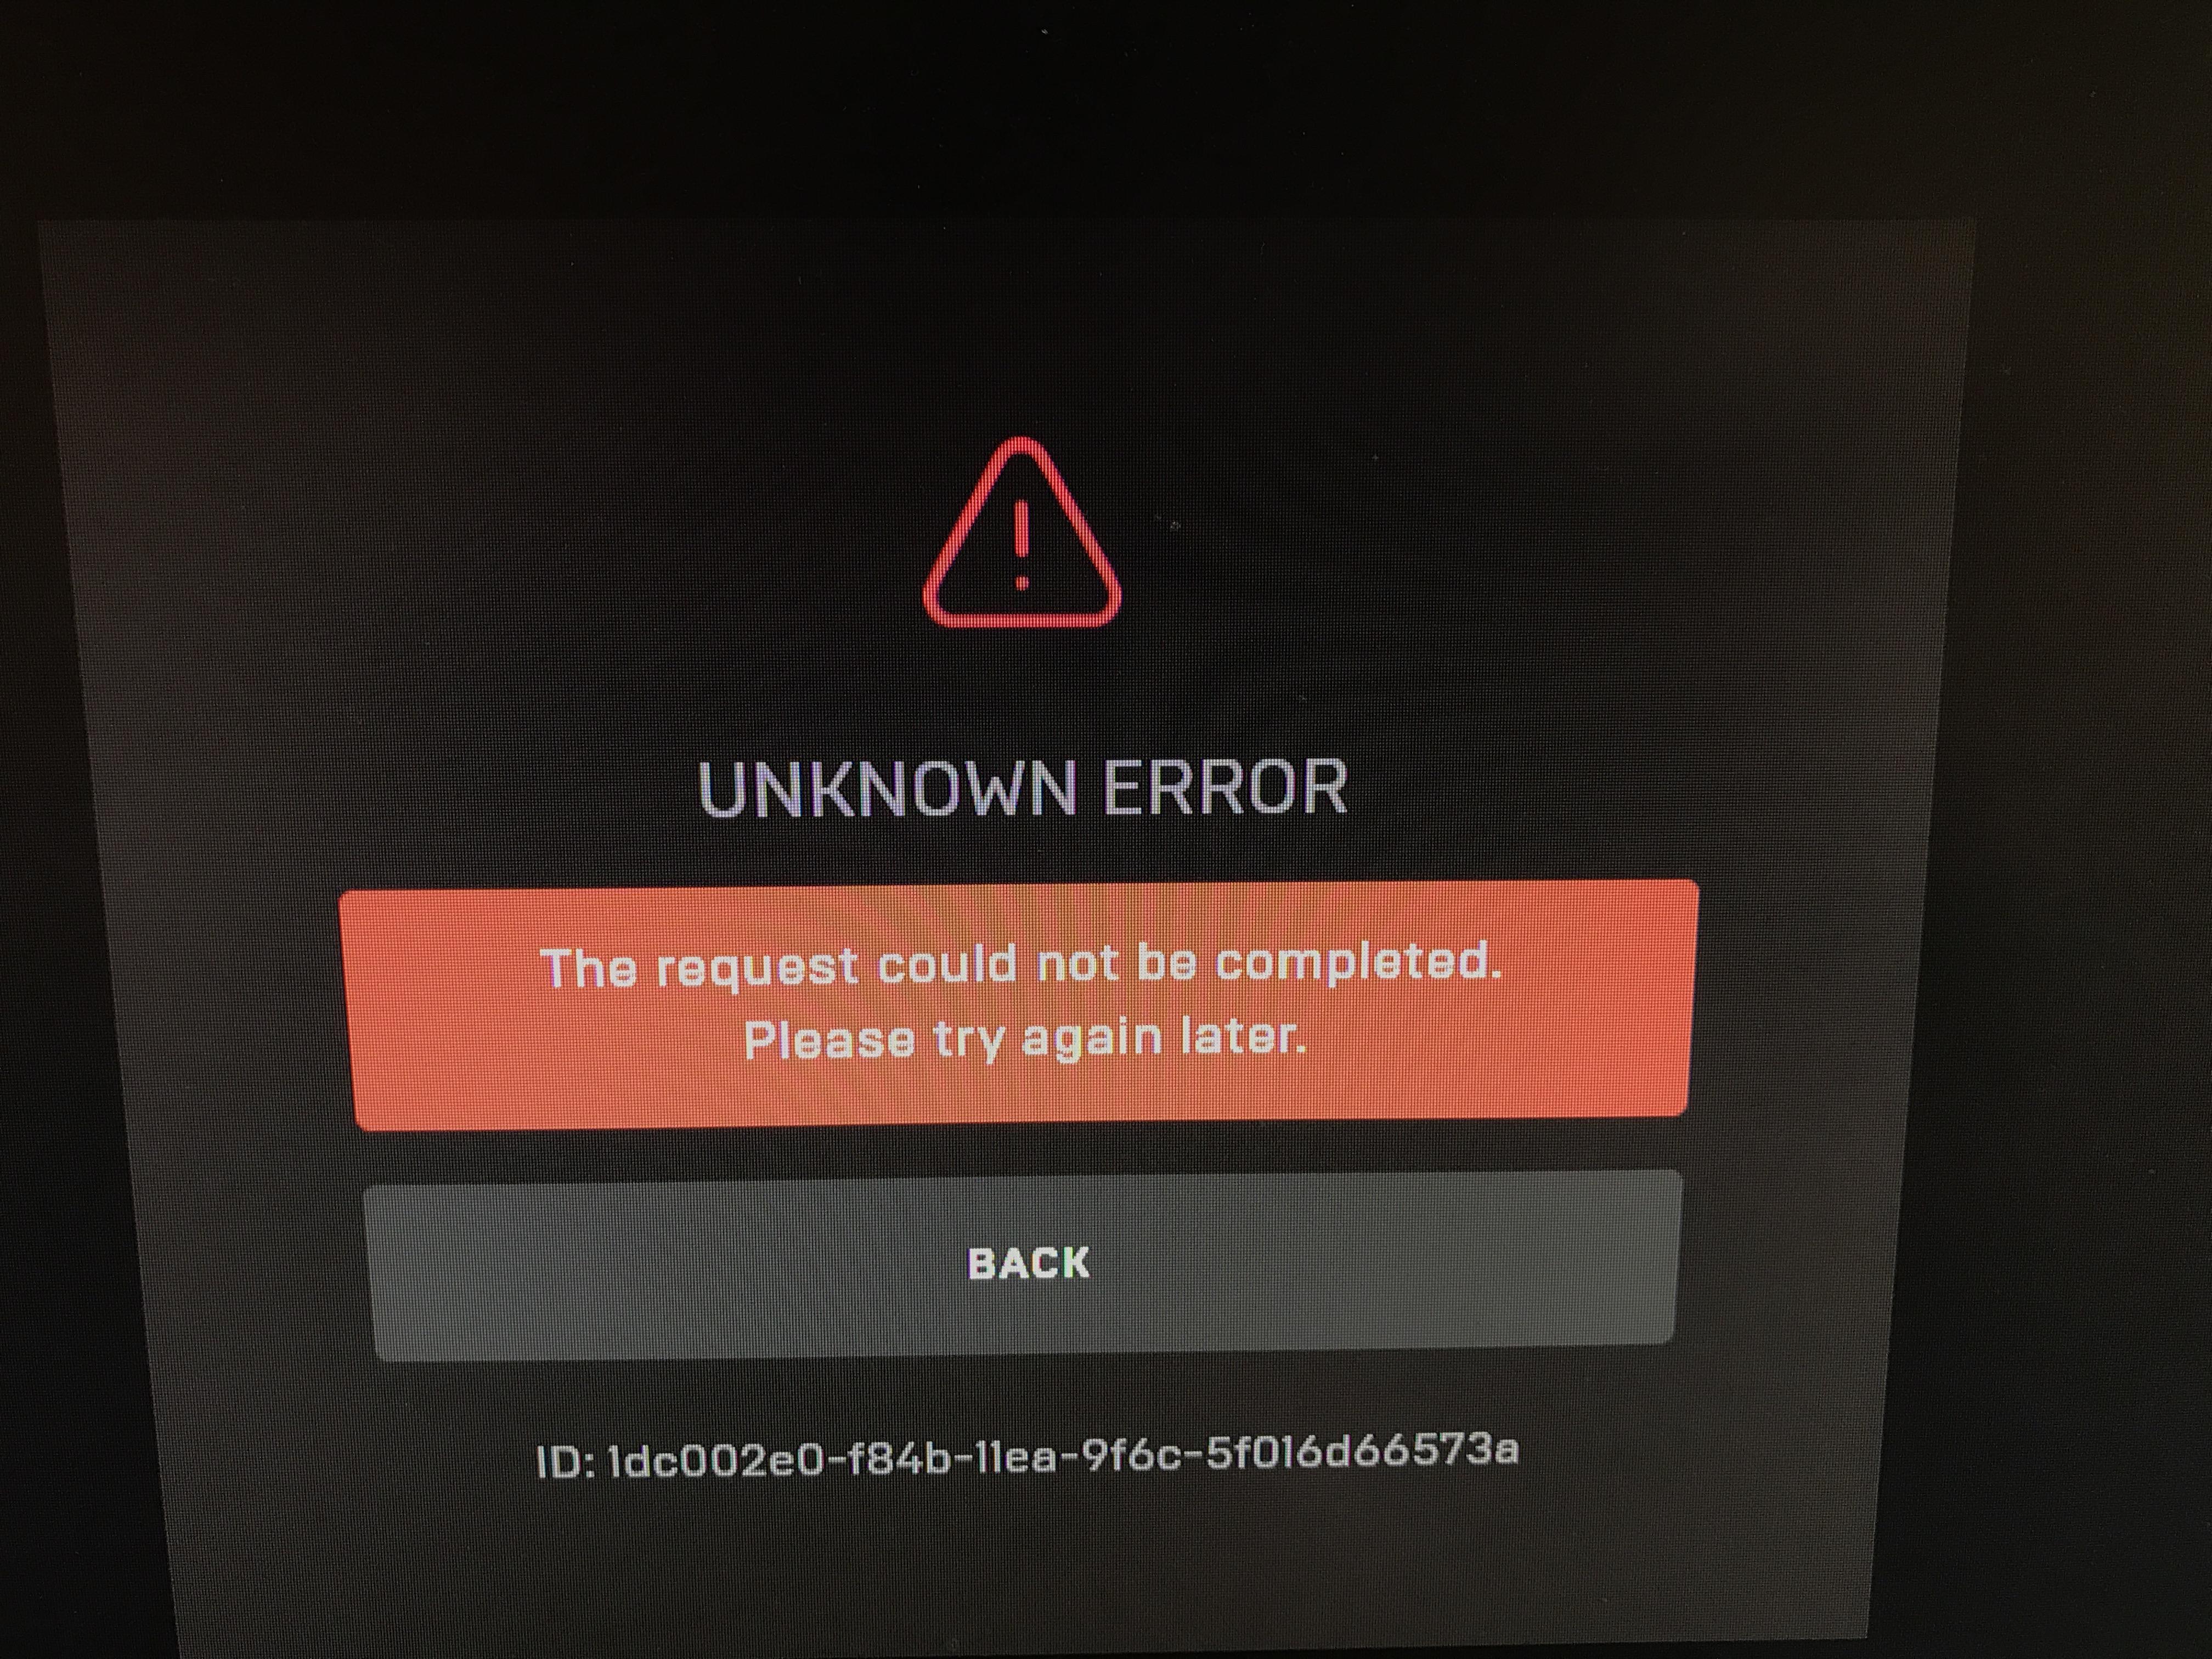 UNKNOWN ERROR
The request could not be completed.
Please try again later.
BACK
ID: 1dc002e0-f84b-11ea-9f6c-5f016d66573a